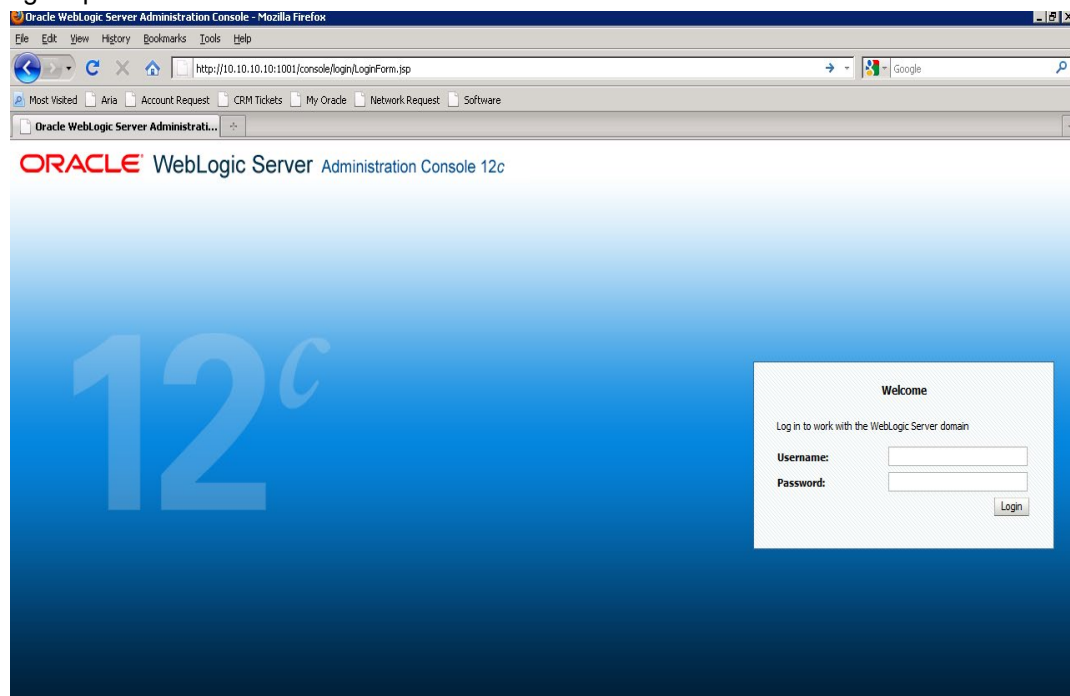 Oracle WebLogic Server Administration Console - Mozilla Firefox
File Edit View History Bookmarks Tools Help
http://10.10.10.10:1001/console/login/LoginForm.jsp Google
Most Visited Aria Account Request CRM Tickets My Oracle Network Request Software
Oracle WebLogic Server Administrati...
ORACLE WebLogic Server Administration Console 12c
12c
Welcome
Log in to work with the WebLogic Server domain
Username:
Password:
Login